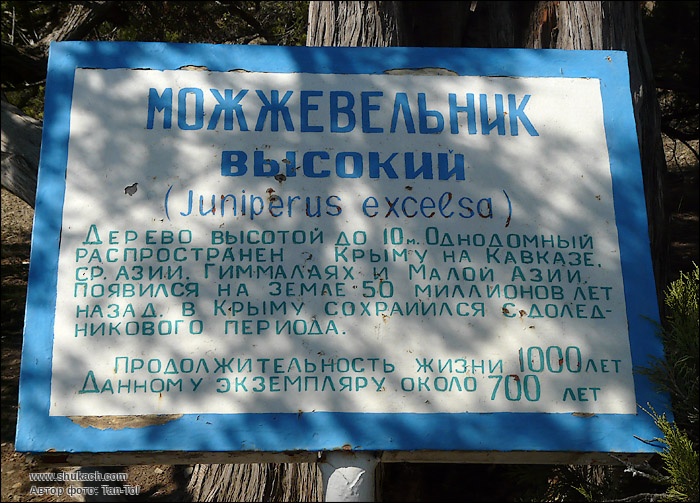 МОЖЖЕВЕЛЬНИК
ВЫСОКИЙ
(Juniperus excelsa)
ДЕРЕВО ВЫСОТОЙ ДО 10м. ОДНОДОМНЫЙ
РАСПРОСТРАНЕН КРЫМУ НА КАВКАЗЕ.
СР. АЗИИ. ГИММАЛАЯХ И МАЛОЙ АЗИИ.
ПОЯВИЛСЯ НА ЗЕМЛЕ 50 МИЛЛИОНОВ ЛЕТ
НАЗАД. В КРЫМУ СОХРАИИЛСЯ С ДОЛЕД-
НИКОВОГО ПЕРИОДА.
ПРОДОЛЖИТЕЛЬНОСТЬ ЖИЗНИ 1000 ЛЕТ
ДАННОМУ ЭКЗЕМПЛЯРУ ОКОЛО 700 ЛЕТ
www.shukach.com
Автор фото: Tan-Tol